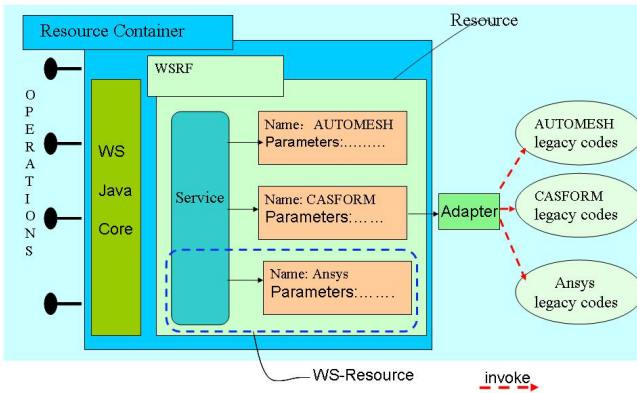 Resource
Resource Container
WSRF
OPERATIONS
WS
Java
Core
Service
Name: AUTOMESH
Parameters:.........
Name: CASFORM
Parameters:......
Name: Ansys
Parameters:.......
Adapter
AUTOMESH
legacy codes
CASFORM
legacy codes
Ansys
legacy codes
WS-Resource
invoke